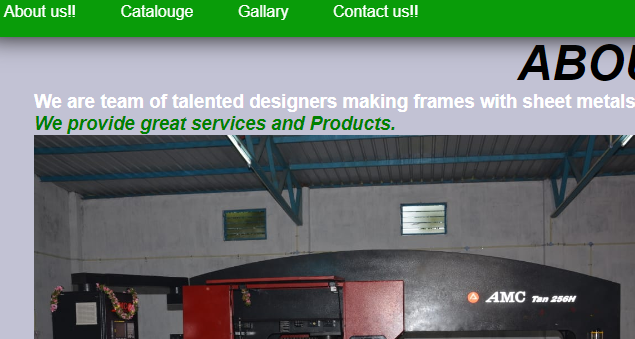 About us!! Catalouge Gallary Contact us!!
ABOU
We are team of talented designers making frames with sheet metals
We provide great services and Products.
AMC Tan 256H